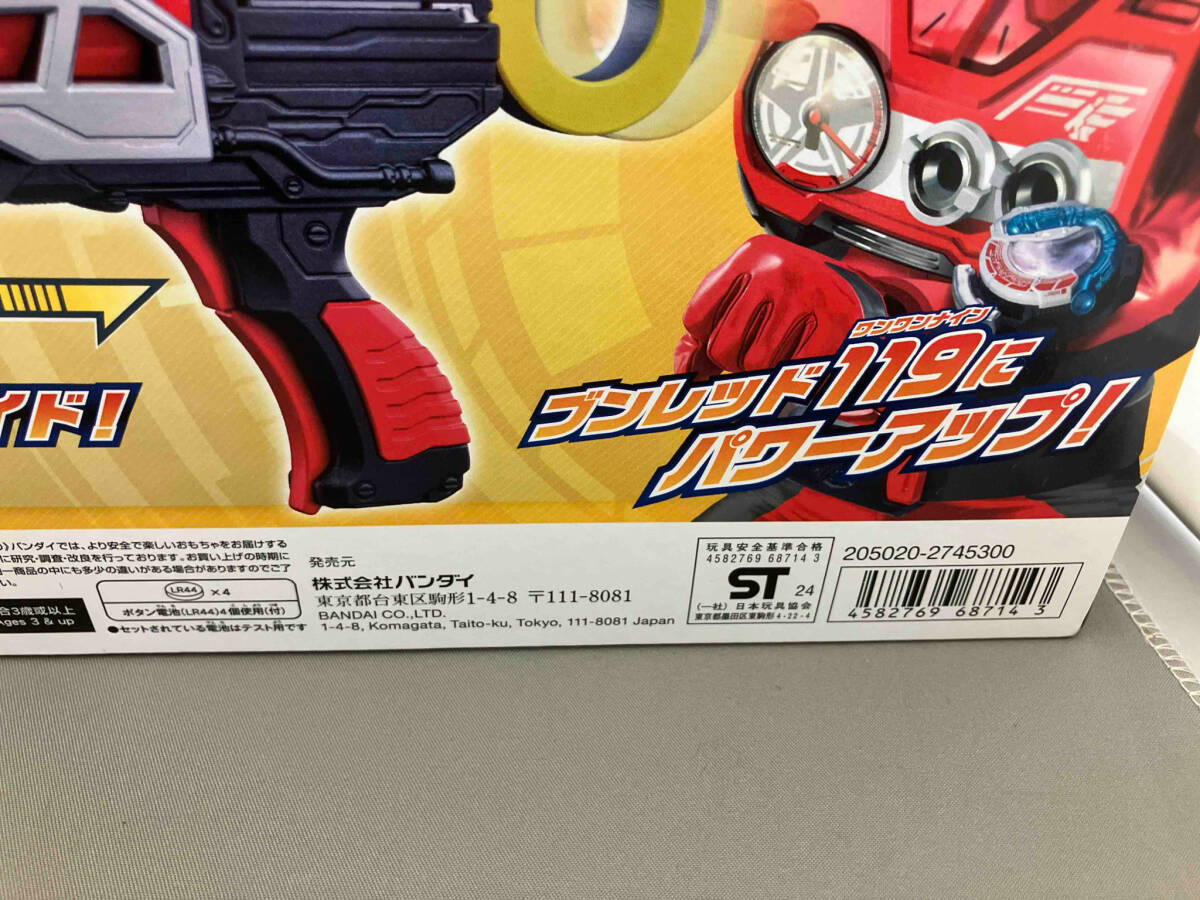 イド!
ワンワンナイン
ブンレッド119に
パワーアップ!
バンダイでは、より安全で楽しいおもちゃをお届けする
に研究・調査・改良を行っております。お買い上げの時期に
一商品の中にも多少の違いがある場合がありますのでご了
い。
合3歳或以上
Ages 3 & up
LR44 ×4
ボタン電池(LR44)4個使用(付)
●セットされている電池はテスト用です
発売元
株式会社バンダイ
東京都台東区駒形1-4-8 〒111-8081
BANDAI CO.,LTD.
1-4-8, Komagata, Taito-ku, Tokyo, 111-8081 Japan
玩具安全基準合格
4582769 68714 3
ST 24
(一社) 日本玩具協会
東京都墨田区東駒形4-22-4
205020-2745300
4582769 68714 3